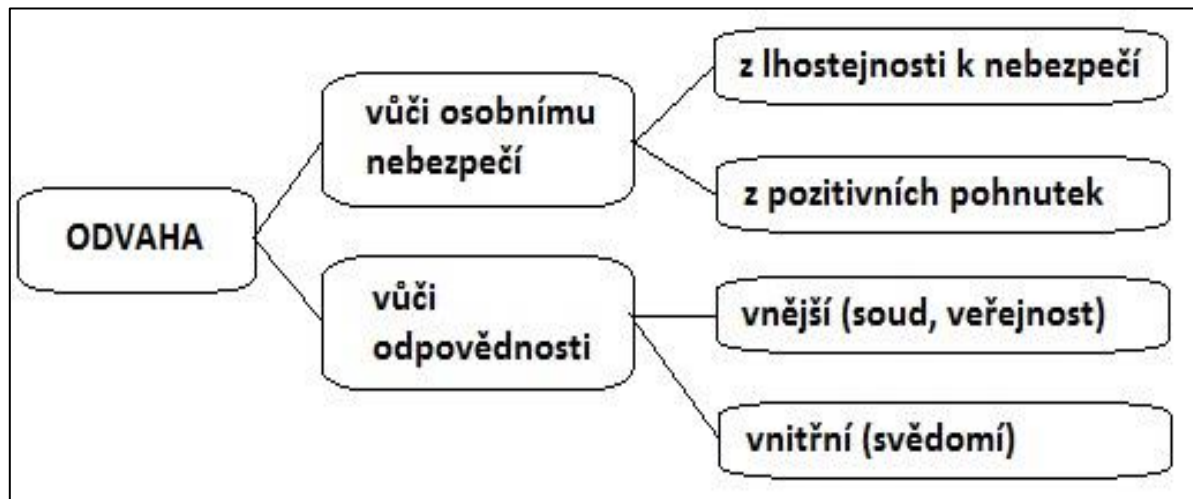 ODVAHA
vůči osobnímu
nebezpečí
z lhostejnosti k nebezpečí
z pozitivních pohnutek
vůči
odpovědnosti
vnější (soud, veřejnost)
vnitřní (svědomí)